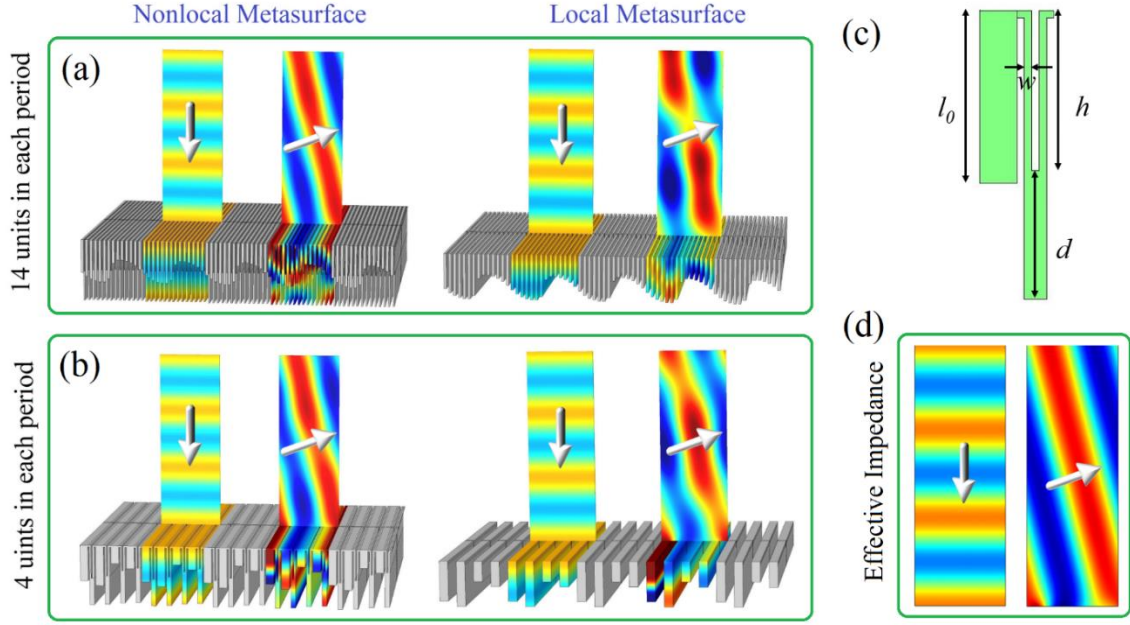 Nonlocal Metasurface
Local Metasurface
14 units in each period
(a)
(c)
l0
w
h
d
4 uints in each period
(b)
(d)
Effective Impedance